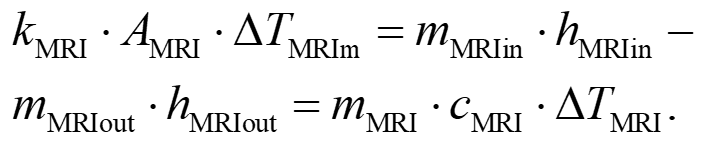 k_MRI · A_MRI · ΔT_MRIm = m_MRIin · h_MRIin −
m_MRIout · h_MRIout = m_MRI · c_MRI · ΔT_MRI.